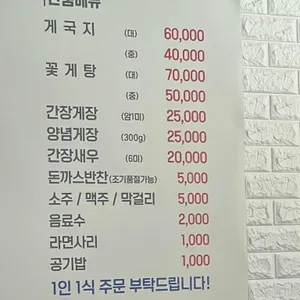 게국지 (대) 60,000
(중) 40,000
꽃게탕 (대) 70,000
(중) 50,000
간장게장 (암1미) 25,000
양념게장 (300g) 25,000
간장새우 (6미) 20,000
돈까스반찬(조기품절가능) 5,000
소주 / 맥주 / 막걸리 5,000
음료수 2,000
라면사리 1,000
공기밥 1,000
1인 1식 주문 부탁드립니다!